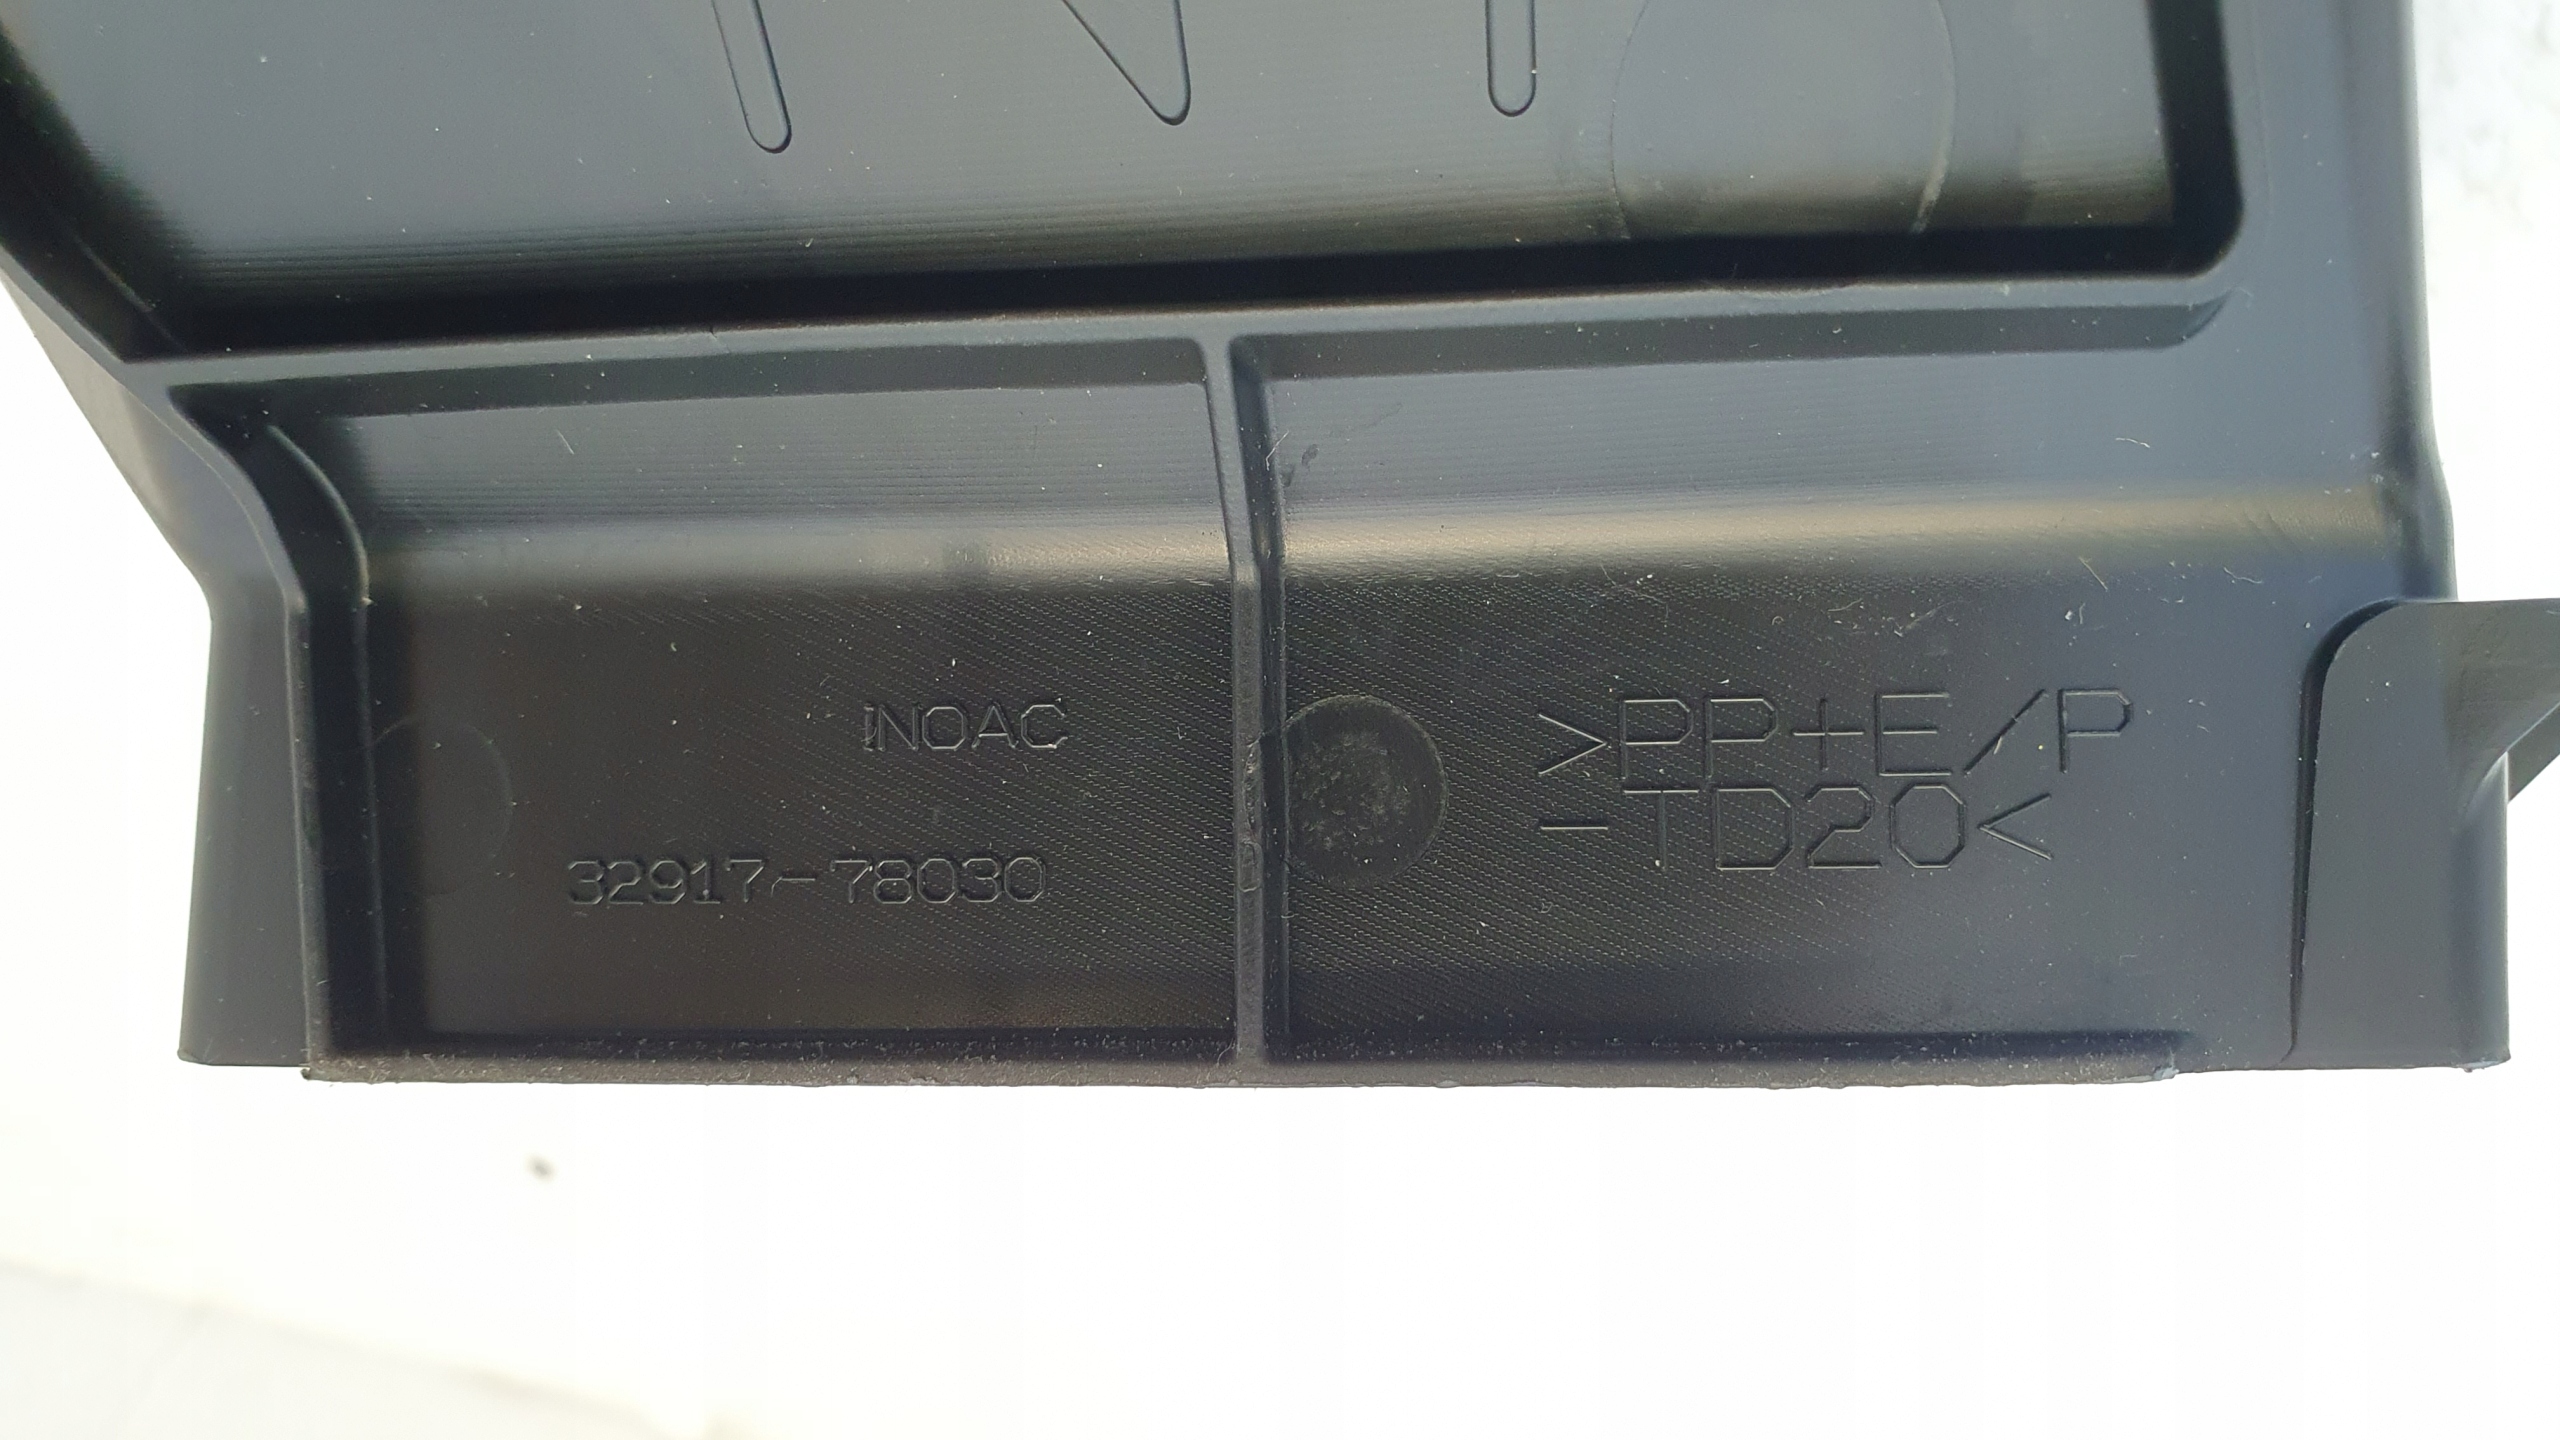 INOAC
32917-78030
>PP+E/P
-TD20<